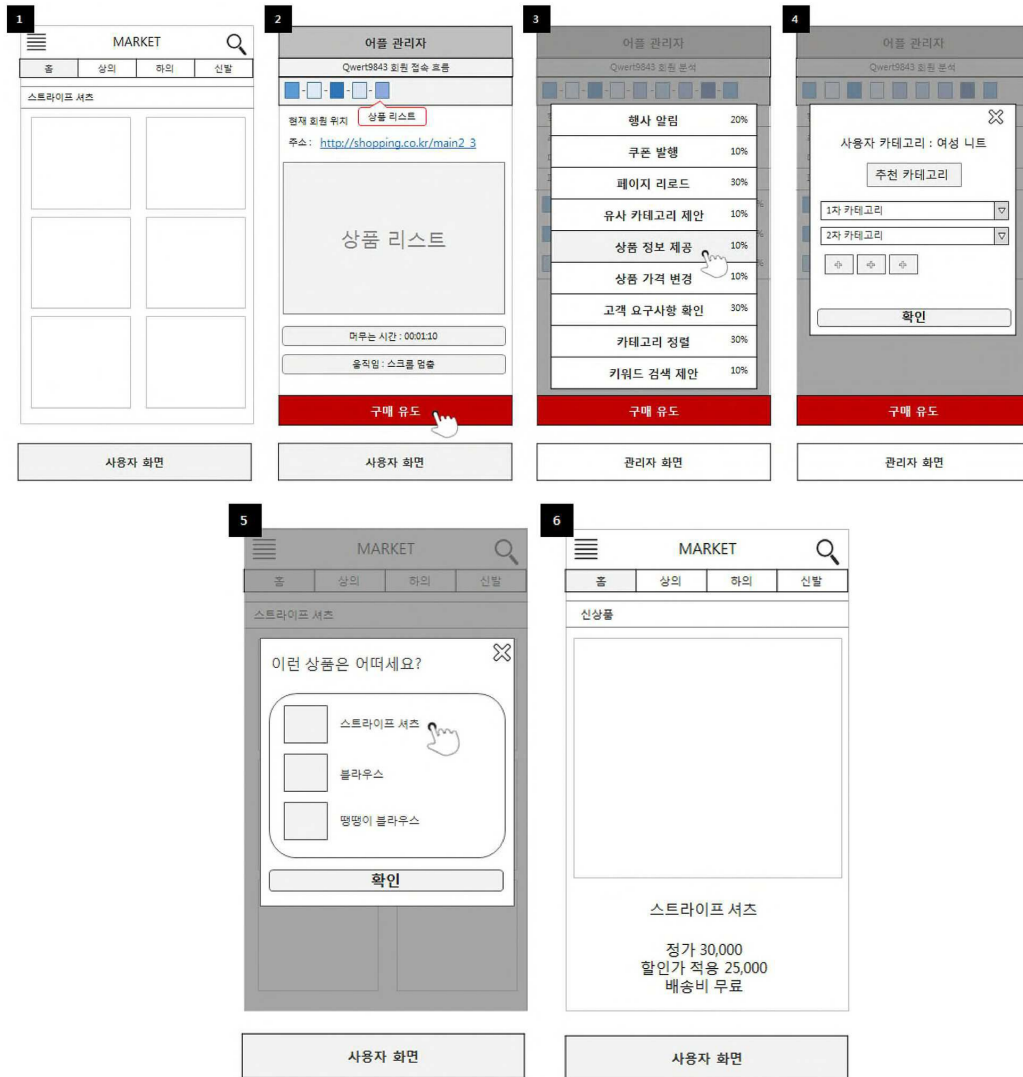 1
MARKET
홈 상의 하의 신발
스트라이프 셔츠
사용자 화면
2
어플 관리자
Qwert9843 회원 접속 흐름
상품 리스트
현재 회원 위치
주소 : http://shopping.co.kr/main2_3
상품 리스트
머무는 시간 : 00:01:10
움직임 : 스크롤 멈춤
구매 유도
사용자 화면
3
어플 관리자
Qwert9843 회원 분석
행사 알림 20%
쿠폰 발행 10%
페이지 리로드 30%
유사 카테고리 제안 10%
상품 정보 제공 10%
상품 가격 변경 10%
고객 요구사항 확인 30%
카테고리 정렬 30%
키워드 검색 제안 10%
구매 유도
관리자 화면
4
어플 관리자
Qwert9843 회원 분석
사용자 카테고리 : 여성 니트
추천 카테고리
1차 카테고리
2차 카테고리
확인
구매 유도
관리자 화면
5
MARKET
홈 상의 하의 신발
스트라이프 셔츠
이런 상품은 어떠세요?
스트라이프 셔츠
블라우스
땡땡이 블라우스
확인
사용자 화면
6
MARKET
홈 상의 하의 신발
신상품
스트라이프 셔츠
정가 30,000
할인가 적용 25,000
배송비 무료
사용자 화면